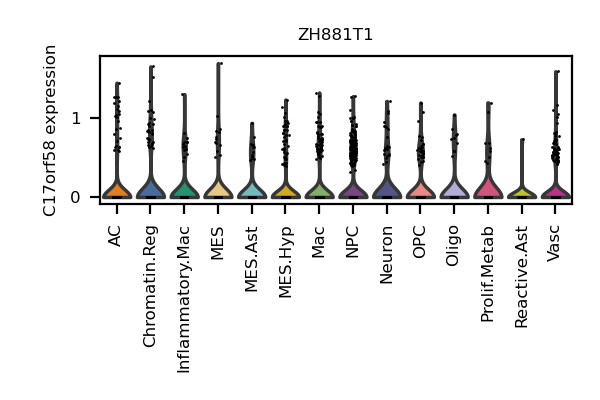 ZH881T1
C17orf58 expression
1
0
AC
Chromatin.Reg
Inflammatory.Mac
MES
MES.Ast
MES.Hyp
Mac
NPC
Neuron
OPC
Oligo
Prolif.Metab
Reactive.Ast
Vasc